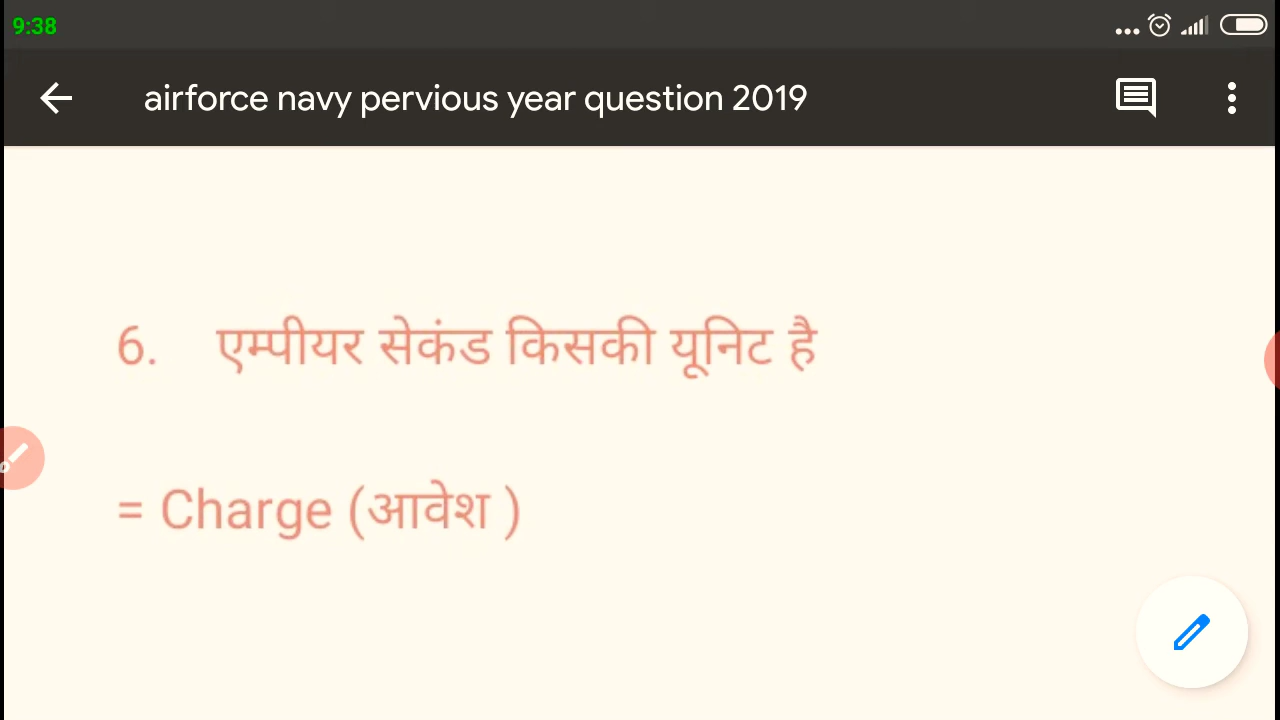 9:38
airforce navy pervious year question 2019
6. एम्पीयर सेकंड किसकी यूनिट है
= Charge (आवेश )